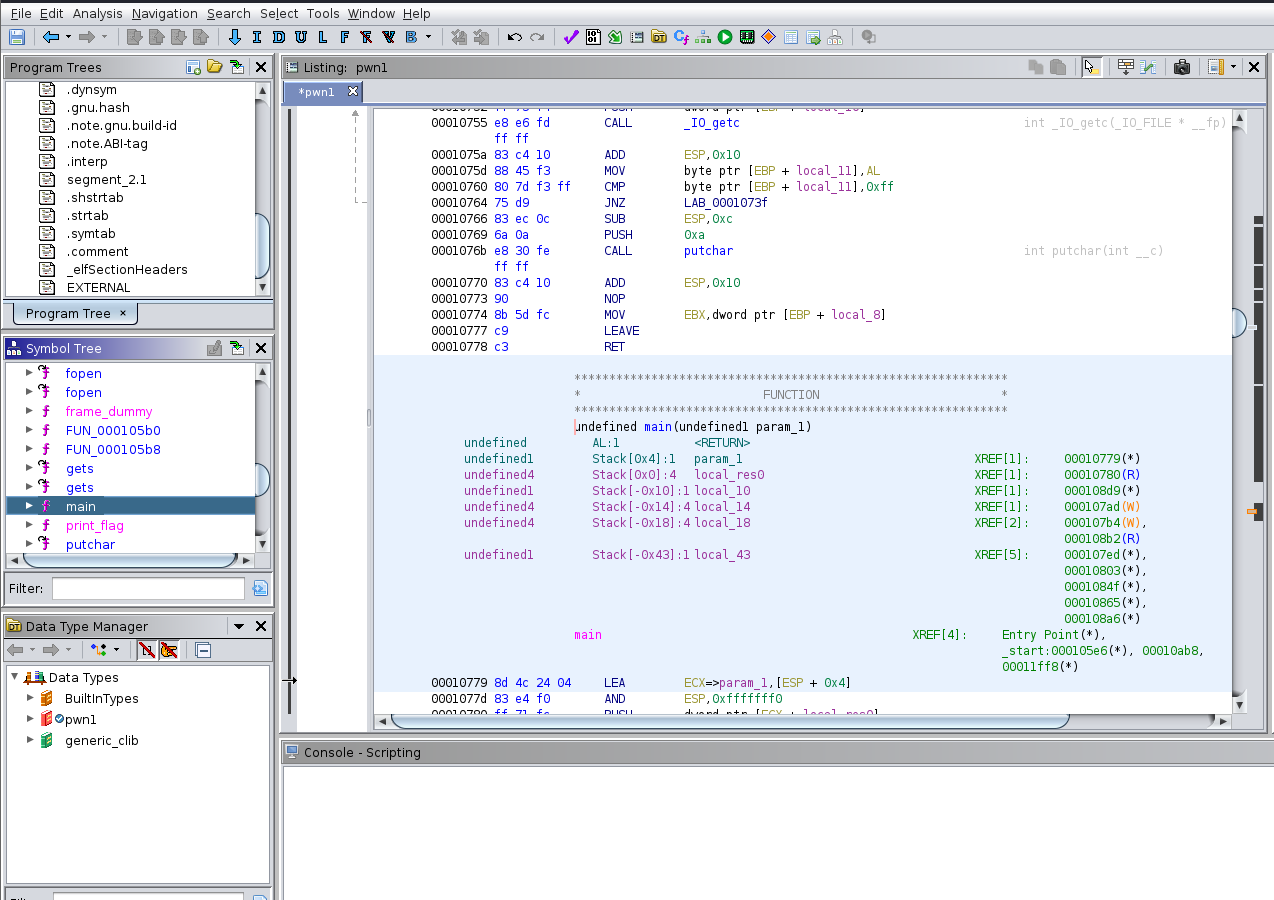 File Edit Analysis Navigation Search Select Tools Window Help
I D U L F B
Program Trees
.dynsym
.gnu.hash
.note.gnu.build-id
.note.ABI-tag
.interp
segment_2.1
.shstrtab
.strtab
.symtab
.comment
_elfSectionHeaders
EXTERNAL
Program Tree ×
Symbol Tree
fopen
fopen
frame_dummy
FUN_000105b0
FUN_000105b8
gets
gets
main
print_flag
putchar
Filter:
Data Type Manager
Data Types
BuiltInTypes
pwn1
generic_clib
Listing: pwn1
*pwn1
00010755 e8 e6 fd CALL _IO_getc int _IO_getc(_IO_FILE * __fp)
ff ff
0001075a 83 c4 10 ADD ESP,0x10
0001075d 88 45 f3 MOV byte ptr [EBP + local_11],AL
00010760 80 7d f3 ff CMP byte ptr [EBP + local_11],0xff
00010764 75 d9 JNZ LAB_0001073f
00010766 83 ec 0c SUB ESP,0xc
00010769 6a 0a PUSH 0xa
0001076b e8 30 fe CALL putchar int putchar(int __c)
ff ff
00010770 83 c4 10 ADD ESP,0x10
00010773 90 NOP
00010774 8b 5d fc MOV EBX,dword ptr [EBP + local_8]
00010777 c9 LEAVE
00010778 c3 RET
**************************************************************
* FUNCTION *
**************************************************************
undefined main(undefined1 param_1)
undefined AL:1 <RETURN>
undefined1 Stack[0x4]:1 param_1 XREF[1]: 00010779(*)
undefined4 Stack[0x0]:4 local_res0 XREF[1]: 00010780(R)
undefined1 Stack[-0x10]:1 local_10 XREF[1]: 000108d9(*)
undefined4 Stack[-0x14]:4 local_14 XREF[1]: 000107ad(W)
undefined4 Stack[-0x18]:4 local_18 XREF[2]: 000107b4(W),
000108b2(R)
undefined1 Stack[-0x43]:1 local_43 XREF[5]: 000107ed(*),
00010803(*),
0001084f(*),
00010865(*),
000108a6(*)
main XREF[4]: Entry Point(*),
_start:000105e6(*), 00010ab8,
00011ff8(*)
00010779 8d 4c 24 04 LEA ECX=>param_1,[ESP + 0x4]
0001077d 83 e4 f0 AND ESP,0xfffffff0
00010780 ff 71 fc PUSH dword ptr [ECX + local_res0]
Console - Scripting